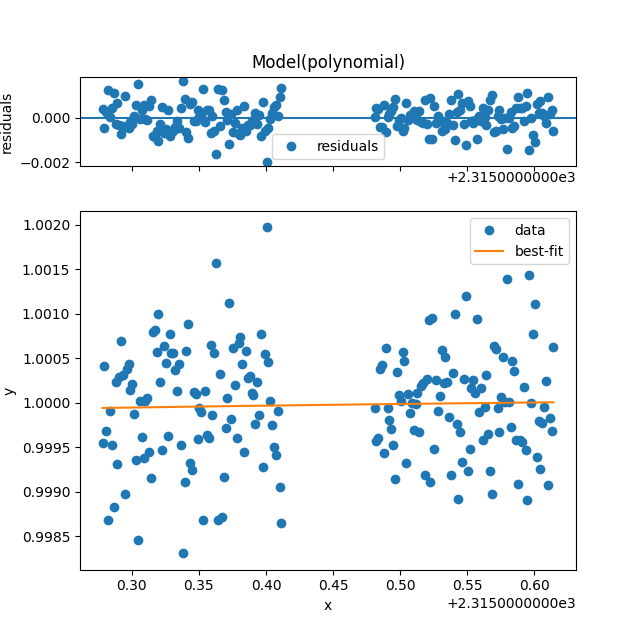 Model(polynomial)
residuals
0.000
−0.002
residuals
+2.3150000000e3
y
1.0020
1.0015
1.0010
1.0005
1.0000
0.9995
0.9990
0.9985
data
best-fit
0.30 0.35 0.40 0.45 0.50 0.55 0.60
x
+2.3150000000e3